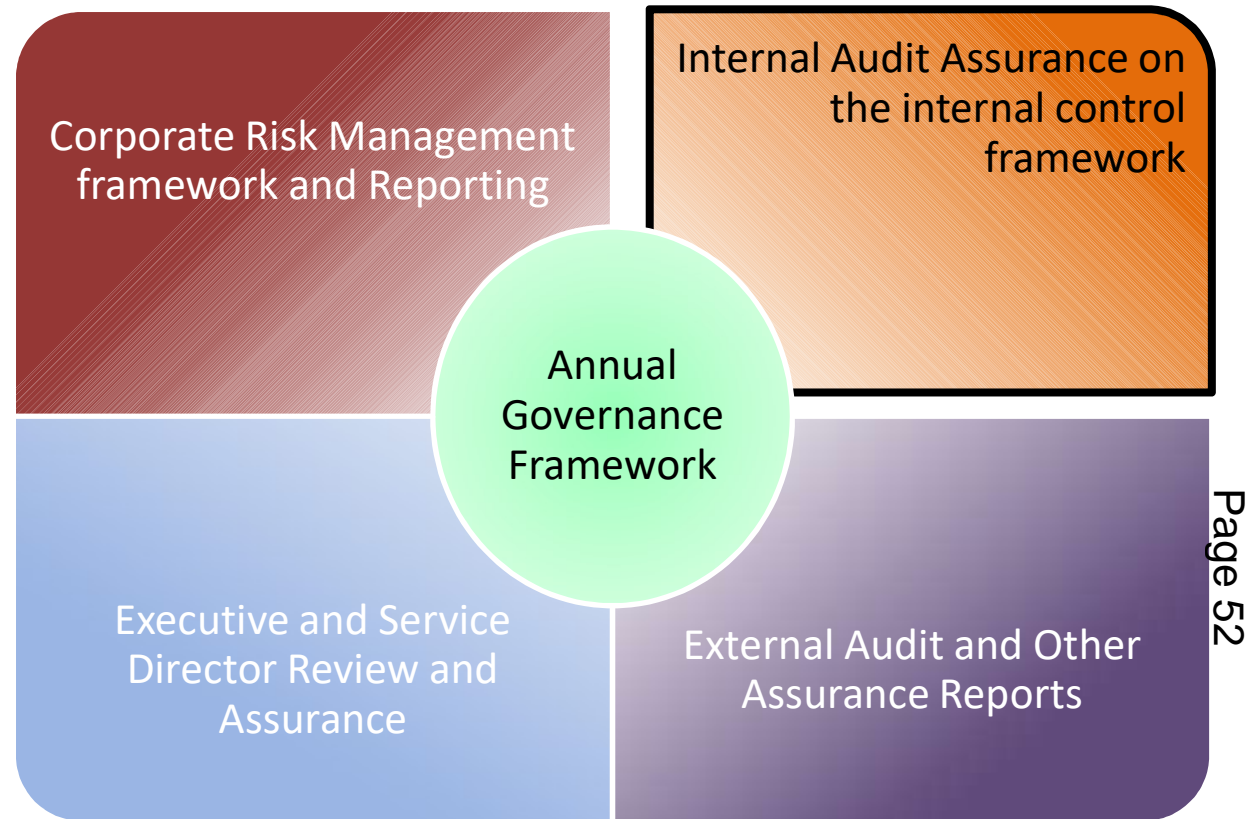 Corporate Risk Management
framework and Reporting
Internal Audit Assurance on
the internal control
framework
Annual
Governance
Framework
Executive and Service
Director Review and
Assurance
External Audit and Other
Assurance Reports
Page 52